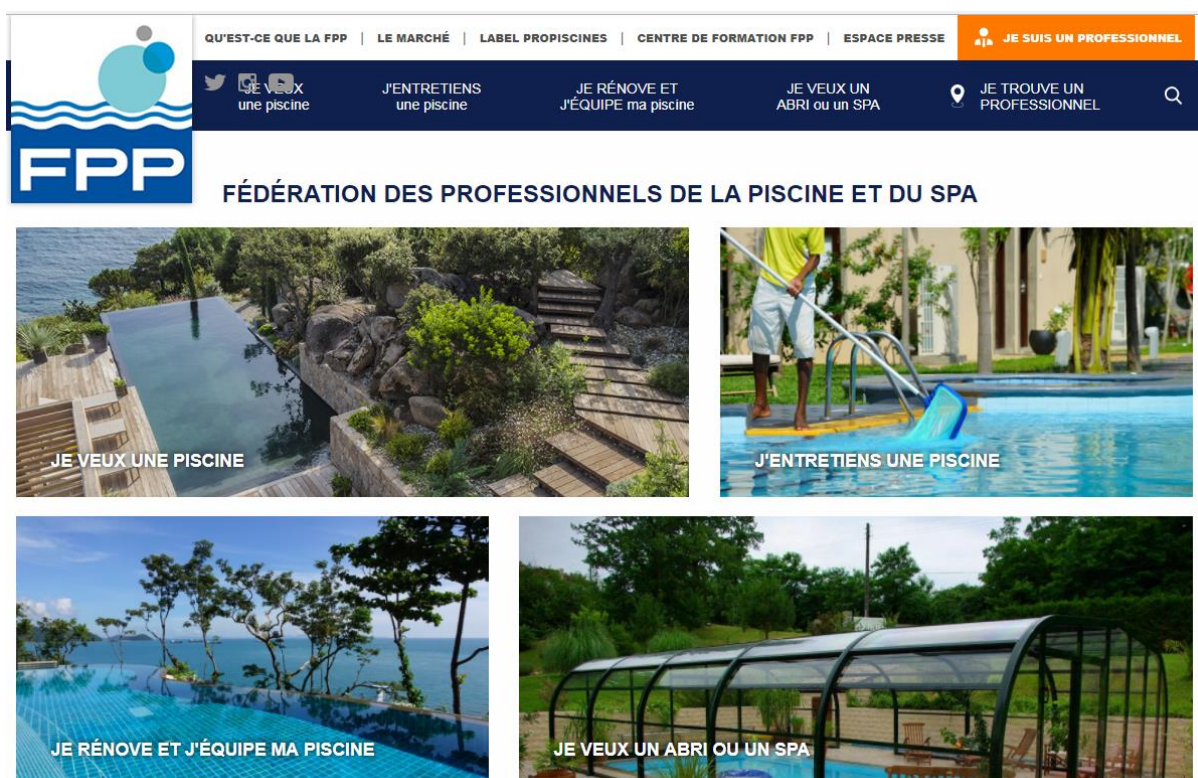 QU'EST-CE QUE LA FPP | LE MARCHÉ | LABEL PROPISCINES | CENTRE DE FORMATION FPP | ESPACE PRESSE
JE SUIS UN PROFESSIONNEL
JE VEUX
une piscine
J'ENTRETIENS
une piscine
JE RÉNOVE ET
J'ÉQUIPE ma piscine
JE VEUX UN
ABRI ou un SPA
JE TROUVE UN
PROFESSIONNEL
FPP
FÉDÉRATION DES PROFESSIONNELS DE LA PISCINE ET DU SPA
JE VEUX UNE PISCINE
J'ENTRETIENS UNE PISCINE
JE RÉNOVE ET J'ÉQUIPE MA PISCINE
JE VEUX UN ABRI OU UN SPA